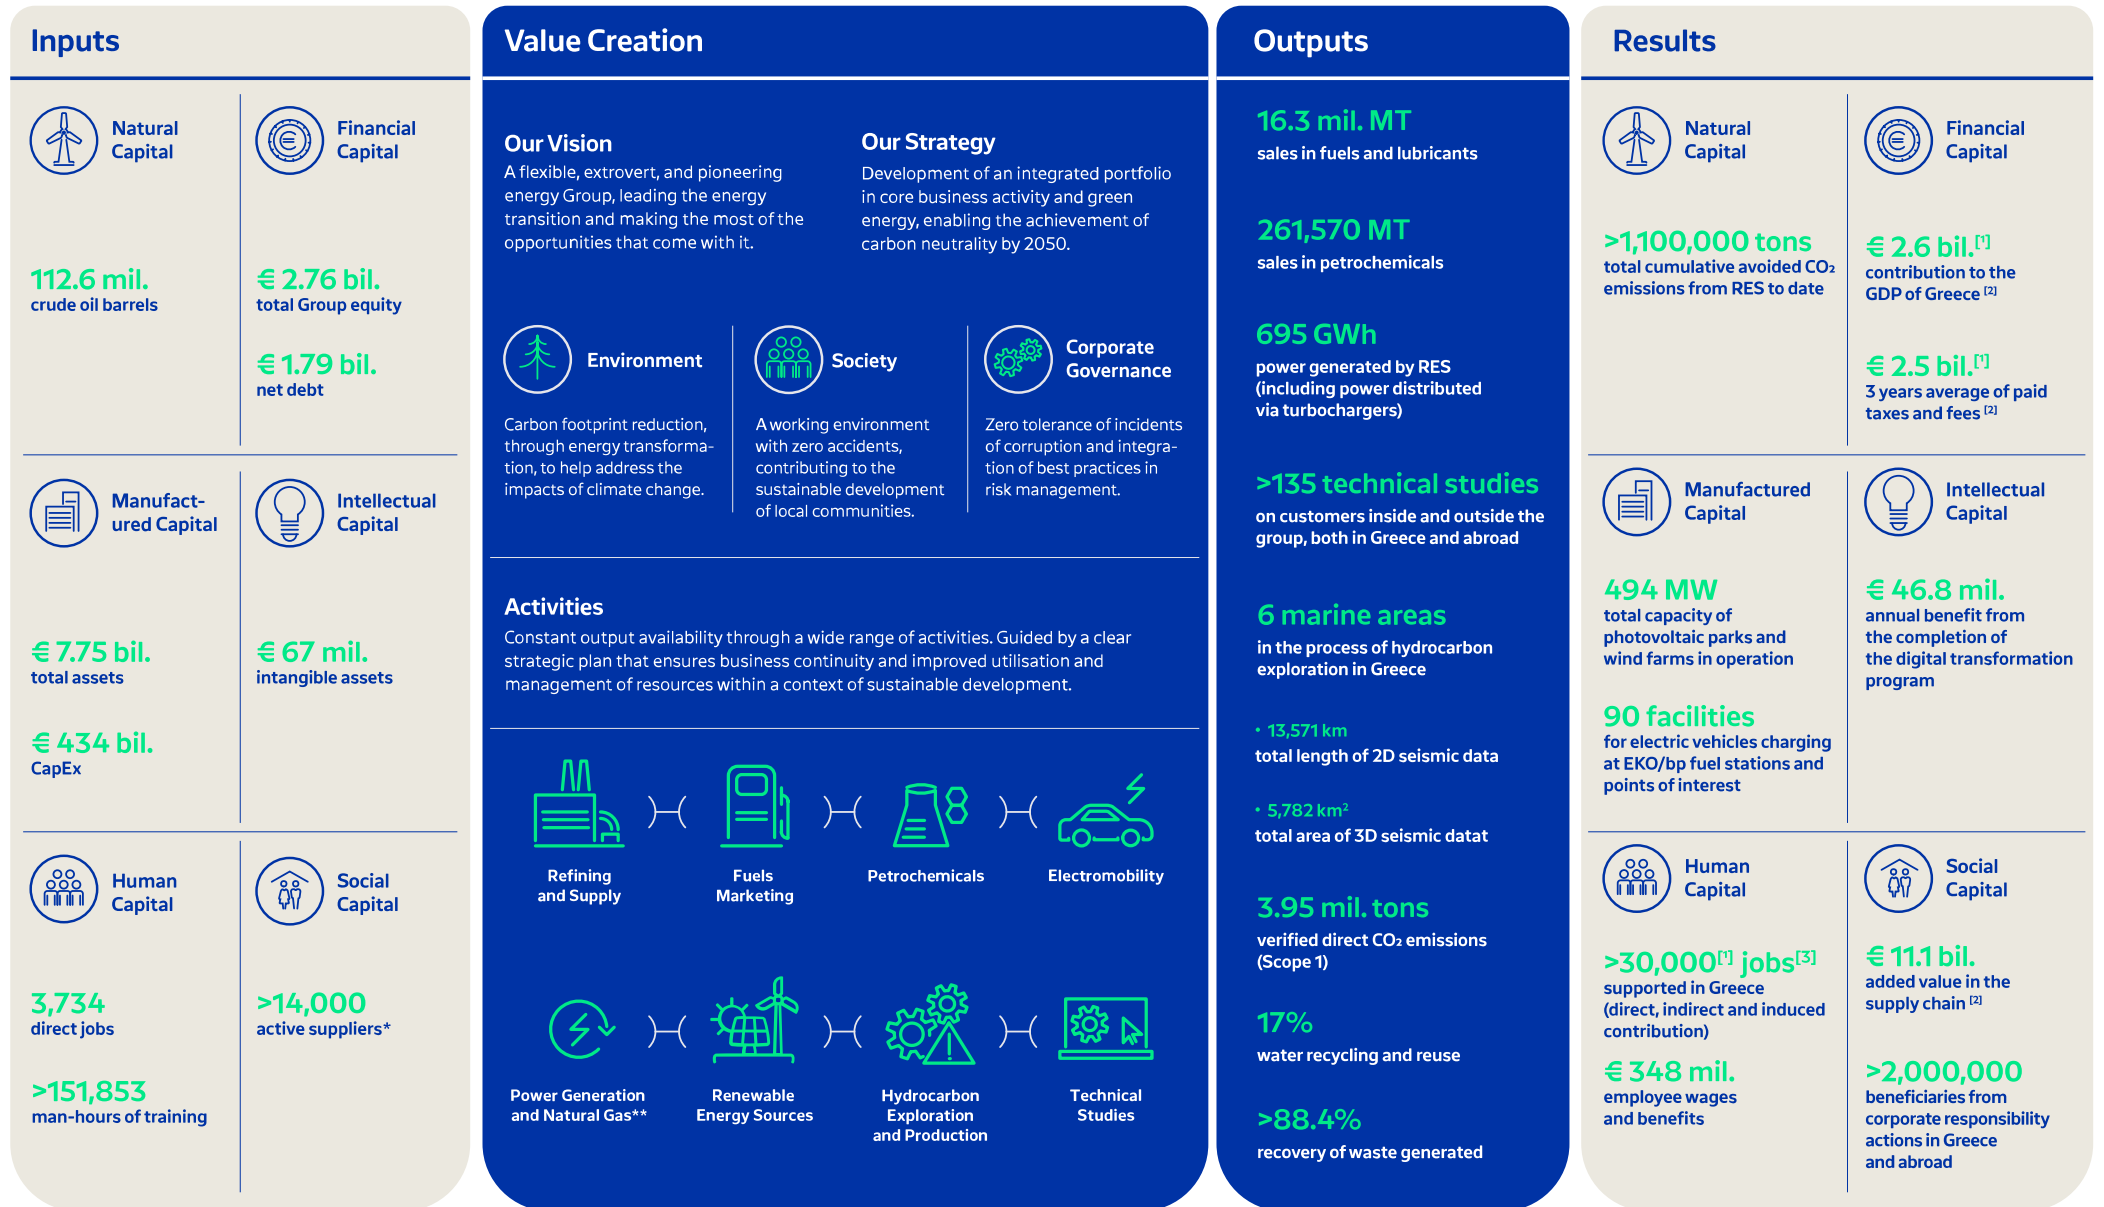 Inputs
Natural
Capital
112.6 mil.
crude oil barrels
Financial
Capital
€ 2.76 bil.
total Group equity
€ 1.79 bil.
net debt
Manufact-
ured Capital
€ 7.75 bil.
total assets
€ 434 bil.
CapEx
Intellectual
Capital
€ 67 mil.
intangible assets
Human
Capital
3,734
direct jobs
>151,853
man-hours of training
Social
Capital
>14,000
active suppliers*
Value Creation
Our Vision
A flexible, extrovert, and pioneering
energy Group, leading the energy
transition and making the most of the
opportunities that come with it.
Our Strategy
Development of an integrated portfolio
in core business activity and green
energy, enabling the achievement of
carbon neutrality by 2050.
Environment
Carbon footprint reduction,
through energy transforma-
tion, to help address the
impacts of climate change.
Society
A working environment
with zero accidents,
contributing to the
sustainable development
of local communities.
Corporate
Governance
Zero tolerance of incidents
of corruption and integra-
tion of best practices in
risk management.
Activities
Constant output availability through a wide range of activities. Guided by a clear
strategic plan that ensures business continuity and improved utilisation and
management of resources within a context of sustainable development.
Refining
and Supply
Fuels
Marketing
Petrochemicals
Electromobility
Power Generation
and Natural Gas**
Renewable
Energy Sources
Hydrocarbon
Exploration
and Production
Technical
Studies
Outputs
16.3 mil. MT
sales in fuels and lubricants
261,570 MT
sales in petrochemicals
695 GWh
power generated by RES
(including power distributed
via turbochargers)
>135 technical studies
on customers inside and outside the
group, both in Greece and abroad
6 marine areas
in the process of hydrocarbon
exploration in Greece
• 13,571 km
total length of 2D seismic data
• 5,782 km²
total area of 3D seismic datat
3.95 mil. tons
verified direct CO₂ emissions
(Scope 1)
17%
water recycling and reuse
>88.4%
recovery of waste generated
Results
Natural
Capital
>1,100,000 tons
total cumulative avoided CO₂
emissions from RES to date
Financial
Capital
€ 2.6 bil.[1]
contribution to the
GDP of Greece [2]
€ 2.5 bil.[1]
3 years average of paid
taxes and fees [2]
Manufactured
Capital
494 MW
total capacity of
photovoltaic parks and
wind farms in operation
90 facilities
for electric vehicles charging
at EKO/bp fuel stations and
points of interest
Intellectual
Capital
€ 46.8 mil.
annual benefit from
the completion of
the digital transformation
program
Human
Capital
>30,000[1] jobs[3]
supported in Greece
(direct, indirect and induced
contribution)
€ 348 mil.
employee wages
and benefits
Social
Capital
€ 11.1 bil.
added value in the
supply chain [2]
>2,000,000
beneficiaries from
corporate responsibility
actions in Greece
and abroad